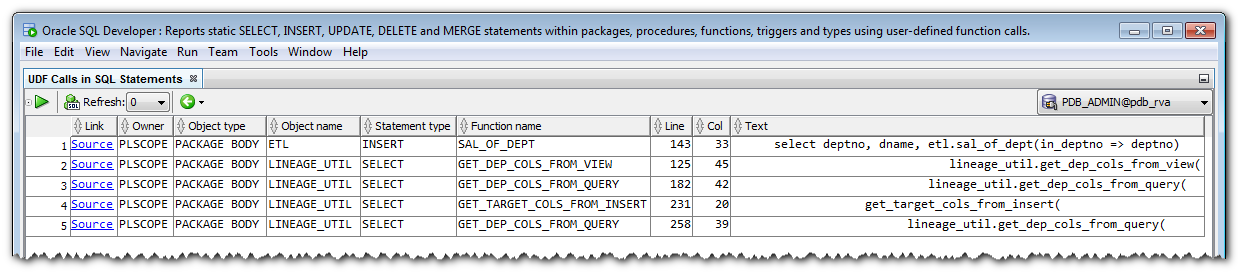 Oracle SQL Developer : Reports static SELECT, INSERT, UPDATE, DELETE and MERGE statements within packages, procedures, functions, triggers and types using user-defined function calls.
File Edit View Navigate Run Team Tools Window Help
UDF Calls in SQL Statements
Refresh: 0 PDB_ADMIN@pdb_rva
Link Owner Object type Object name Statement type Function name Line Col Text
1 Source PLSCOPE PACKAGE BODY ETL INSERT SAL_OF_DEPT 143 33 select deptno, dname, etl.sal_of_dept(in_deptno => deptno)
2 Source PLSCOPE PACKAGE BODY LINEAGE_UTIL SELECT GET_DEP_COLS_FROM_VIEW 125 45 lineage_util.get_dep_cols_from_view(
3 Source PLSCOPE PACKAGE BODY LINEAGE_UTIL SELECT GET_DEP_COLS_FROM_QUERY 182 42 lineage_util.get_dep_cols_from_query(
4 Source PLSCOPE PACKAGE BODY LINEAGE_UTIL SELECT GET_TARGET_COLS_FROM_INSERT 231 20 get_target_cols_from_insert(
5 Source PLSCOPE PACKAGE BODY LINEAGE_UTIL SELECT GET_DEP_COLS_FROM_QUERY 258 39 lineage_util.get_dep_cols_from_query(